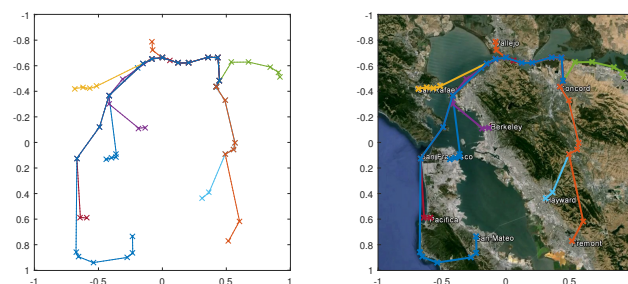 -1
-0.8
-0.6
-0.4
-0.2
0
0.2
0.4
0.6
0.8
1
-1 -0.5 0 0.5 1
-1
-0.8
-0.6
-0.4
-0.2
0
0.2
0.4
0.6
0.8
1
-1 -0.5 0 0.5
Vallejo
San Rafael
Concord
Berkeley
San Francisco
Hayward
Pacifica
San Mateo
Fremont